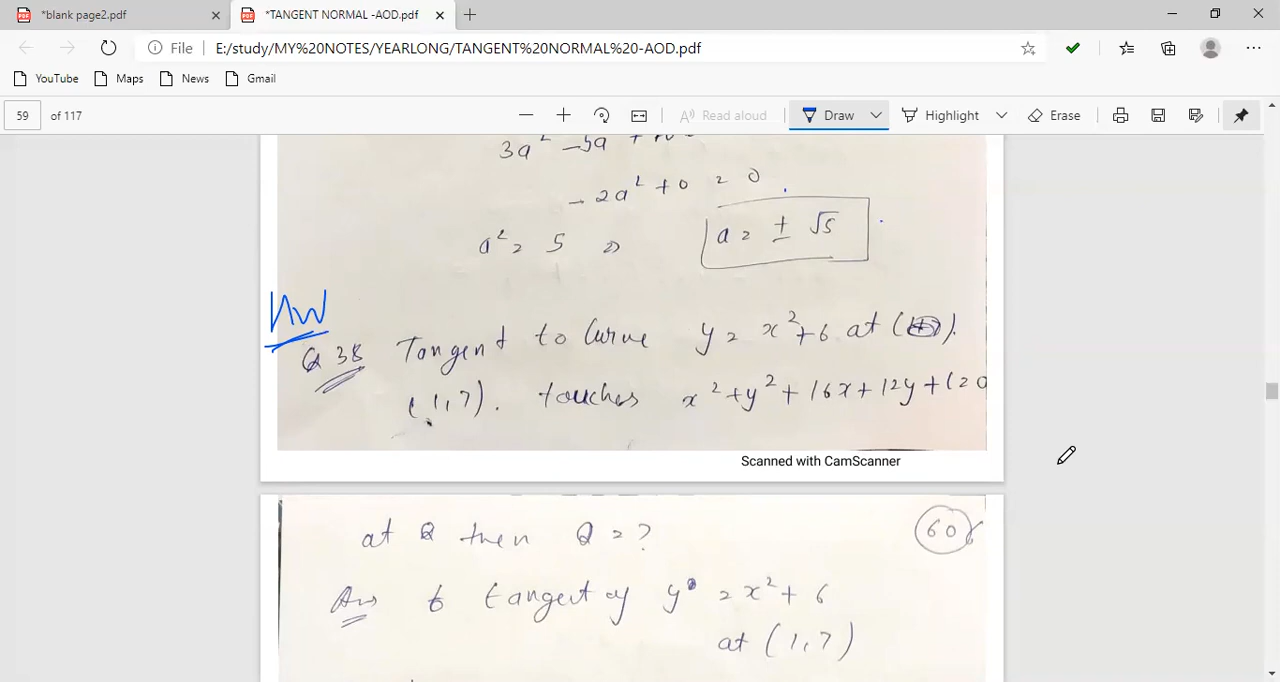 *blank page2.pdf
*TANGENT NORMAL -AOD.pdf
File E:/study/MY%20NOTES/YEARLONG/TANGENT%20NORMAL%20-AOD.pdf
YouTube Maps News Gmail
59 of 117
Read aloud Draw Highlight Erase
3a² -5a
- 2a² + 0 = 0
a² = 5 ⇒ a = ± √5
HW
Q 38 Tangent to Curve y = x² + 6 at
(1,7). touches x² + y² + 16x + 12y +
Scanned with CamScanner
at Q then Q = ?
60
Ans tangent of y = x² + 6
at (1,7)